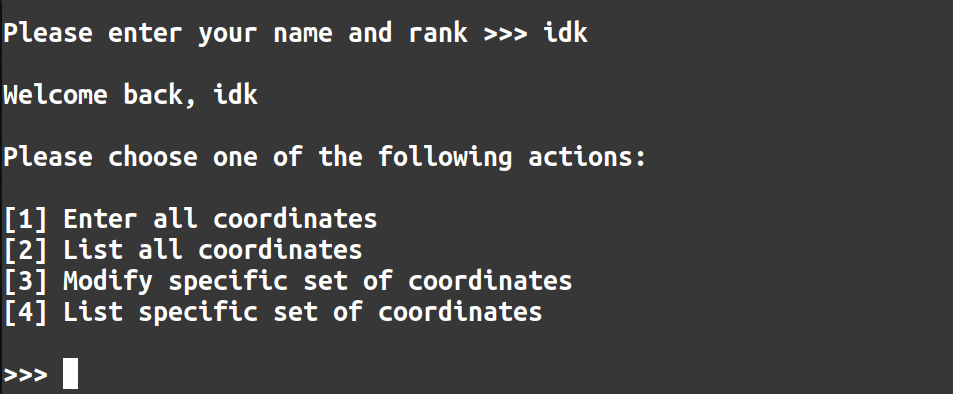 Please enter your name and rank >>> idk
Welcome back, idk
Please choose one of the following actions:
[1] Enter all coordinates
[2] List all coordinates
[3] Modify specific set of coordinates
[4] List specific set of coordinates
>>>